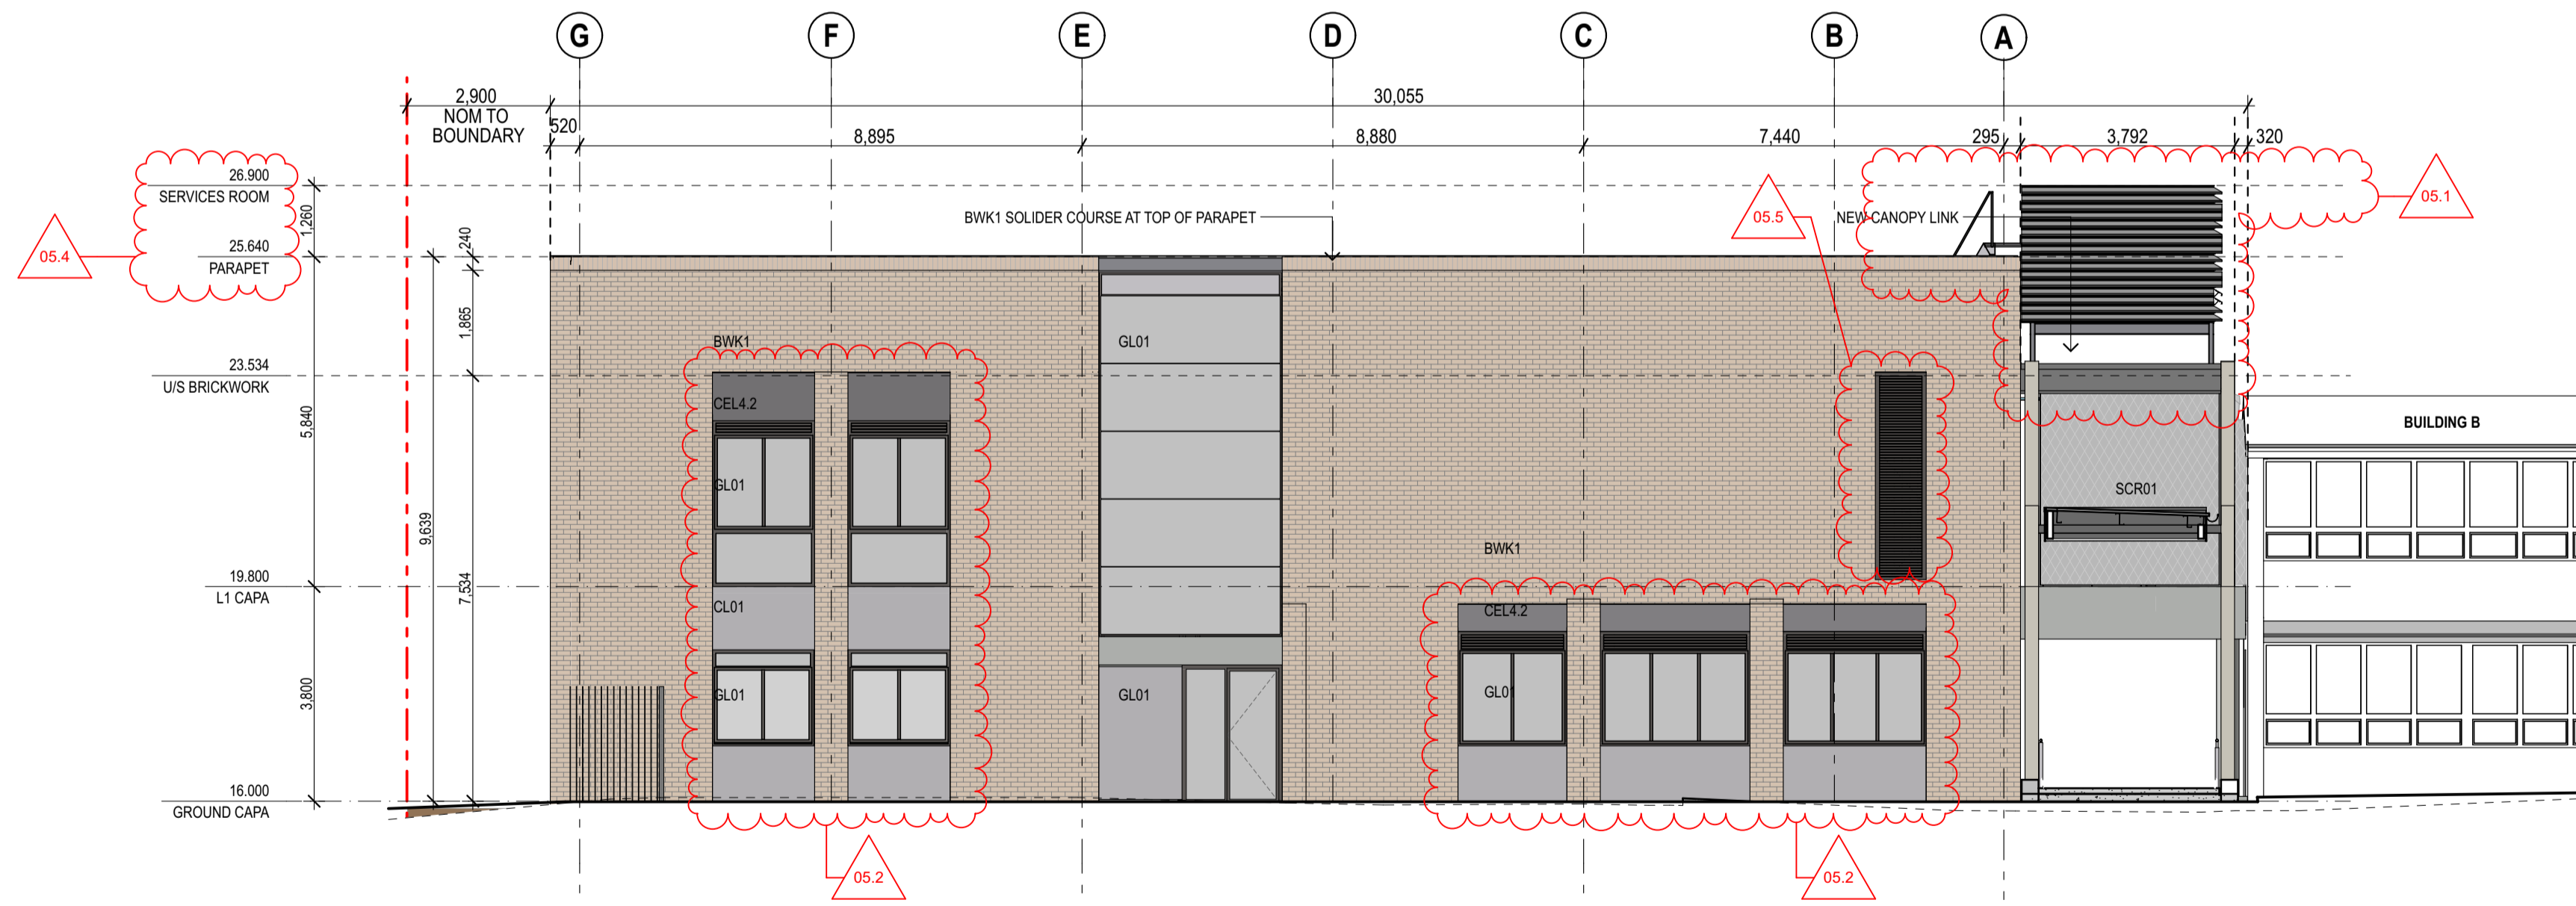 G F E D C B A
2,900 30,055
NOM TO
BOUNDARY
520 8,895 8,880 7,440 295 3,792 320
26.900
SERVICES ROOM
1,260
25.640
PARAPET
240
05.4
BWK1 SOLIDER COURSE AT TOP OF PARAPET
05.5
NEW CANOPY LINK
05.1
1,865
BWK1
GL01
23.534
U/S BRICKWORK
CEL4.2
5,840
BUILDING B
GL01
SCR01
9,639
BWK1
7,534
19.800
L1 CAPA
CL01
CEL4.2
3,800
GL01
GL01
GL01
16.000
GROUND CAPA
05.2
05.2